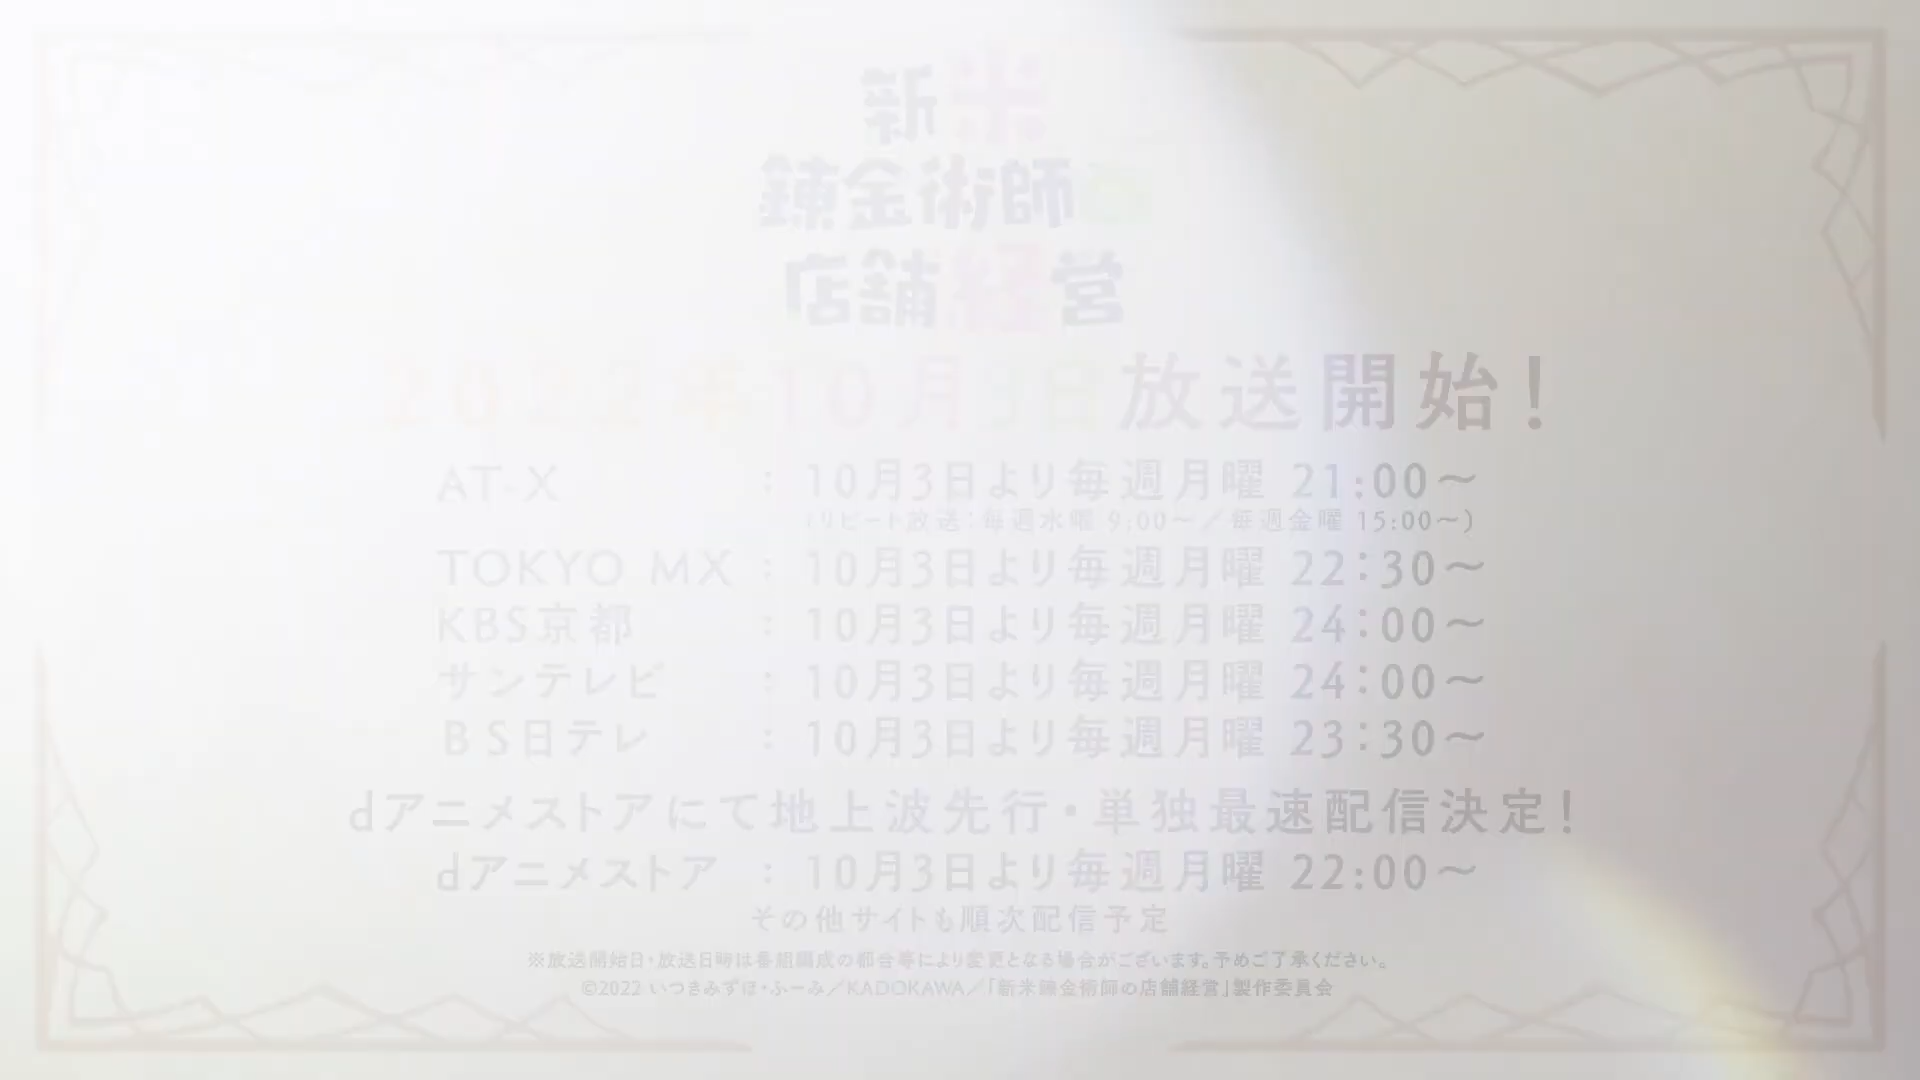 新米
錬金術師の
店舗経営
2022年10月3日放送開始!
AT-X : 10月3日より毎週月曜 21:00〜
(リピート放送:毎週水曜 9:00〜/毎週金曜 15:00〜)
TOKYO MX : 10月3日より毎週月曜 22:30〜
KBS京都 : 10月3日より毎週月曜 24:00〜
サンテレビ : 10月3日より毎週月曜 24:00〜
BS日テレ : 10月3日より毎週月曜 23:30〜
dアニメストアにて地上波先行・単独最速配信決定!
dアニメストア : 10月3日より毎週月曜 22:00〜
その他サイトも順次配信予定
※放送開始日・放送日時は番組編成の都合等により変更となる場合がございます。予めご了承ください。
©2022 いつきみずほ・ふーみ/KADOKAWA/「新米錬金術師の店舗経営」製作委員会